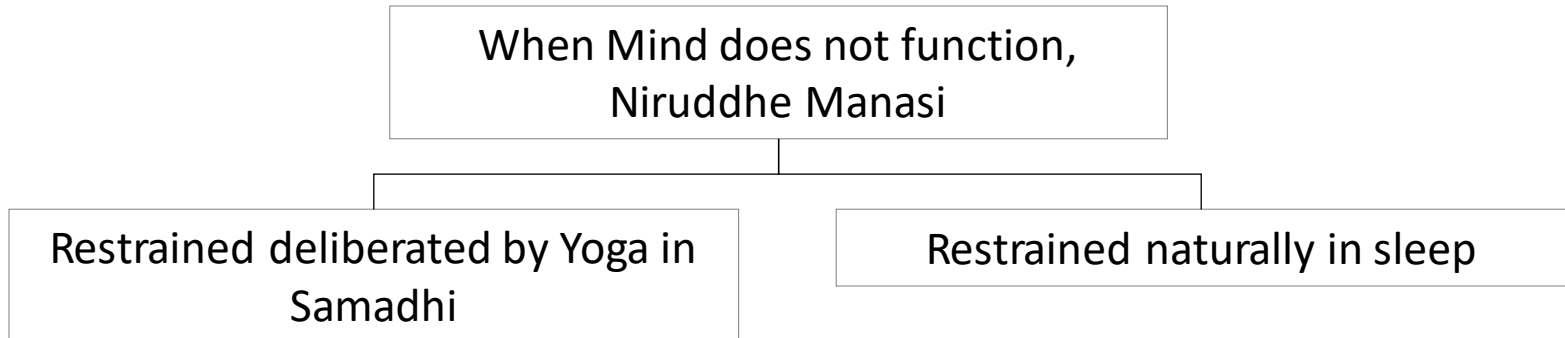 When Mind does not function,
Niruddhe Manasi
Restrained deliberated by Yoga in
Samadhi
Restrained naturally in sleep